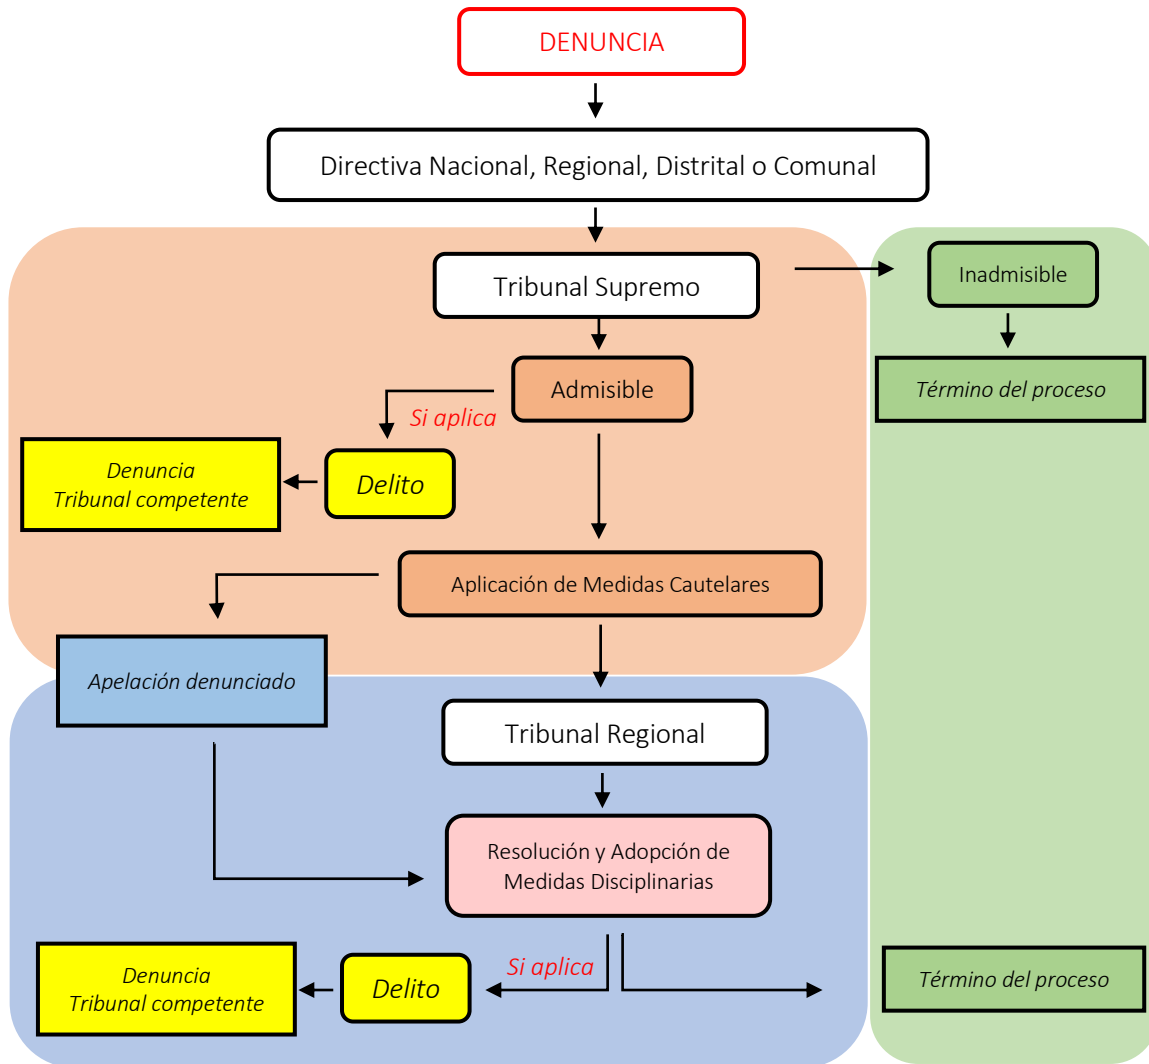 DENUNCIA
Directiva Nacional, Regional, Distrital o Comunal
Tribunal Supremo
Inadmisible
Admisible
Término del proceso
Si aplica
Denuncia
Tribunal competente
Delito
Aplicación de Medidas Cautelares
Apelación denunciado
Tribunal Regional
Resolución y Adopción de
Medidas Disciplinarias
Si aplica
Denuncia
Tribunal competente
Delito
Término del proceso